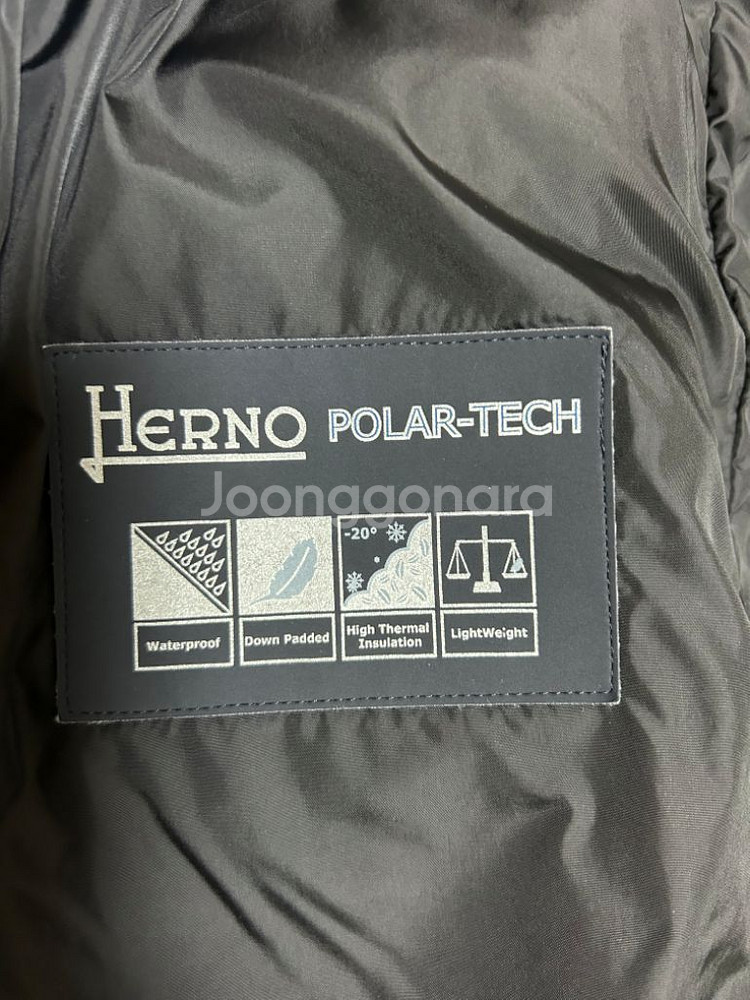 HERNO POLAR-TECH
Joonggonara
-20°
Waterproof
Down Padded
High Thermal
Insulation
LightWeight